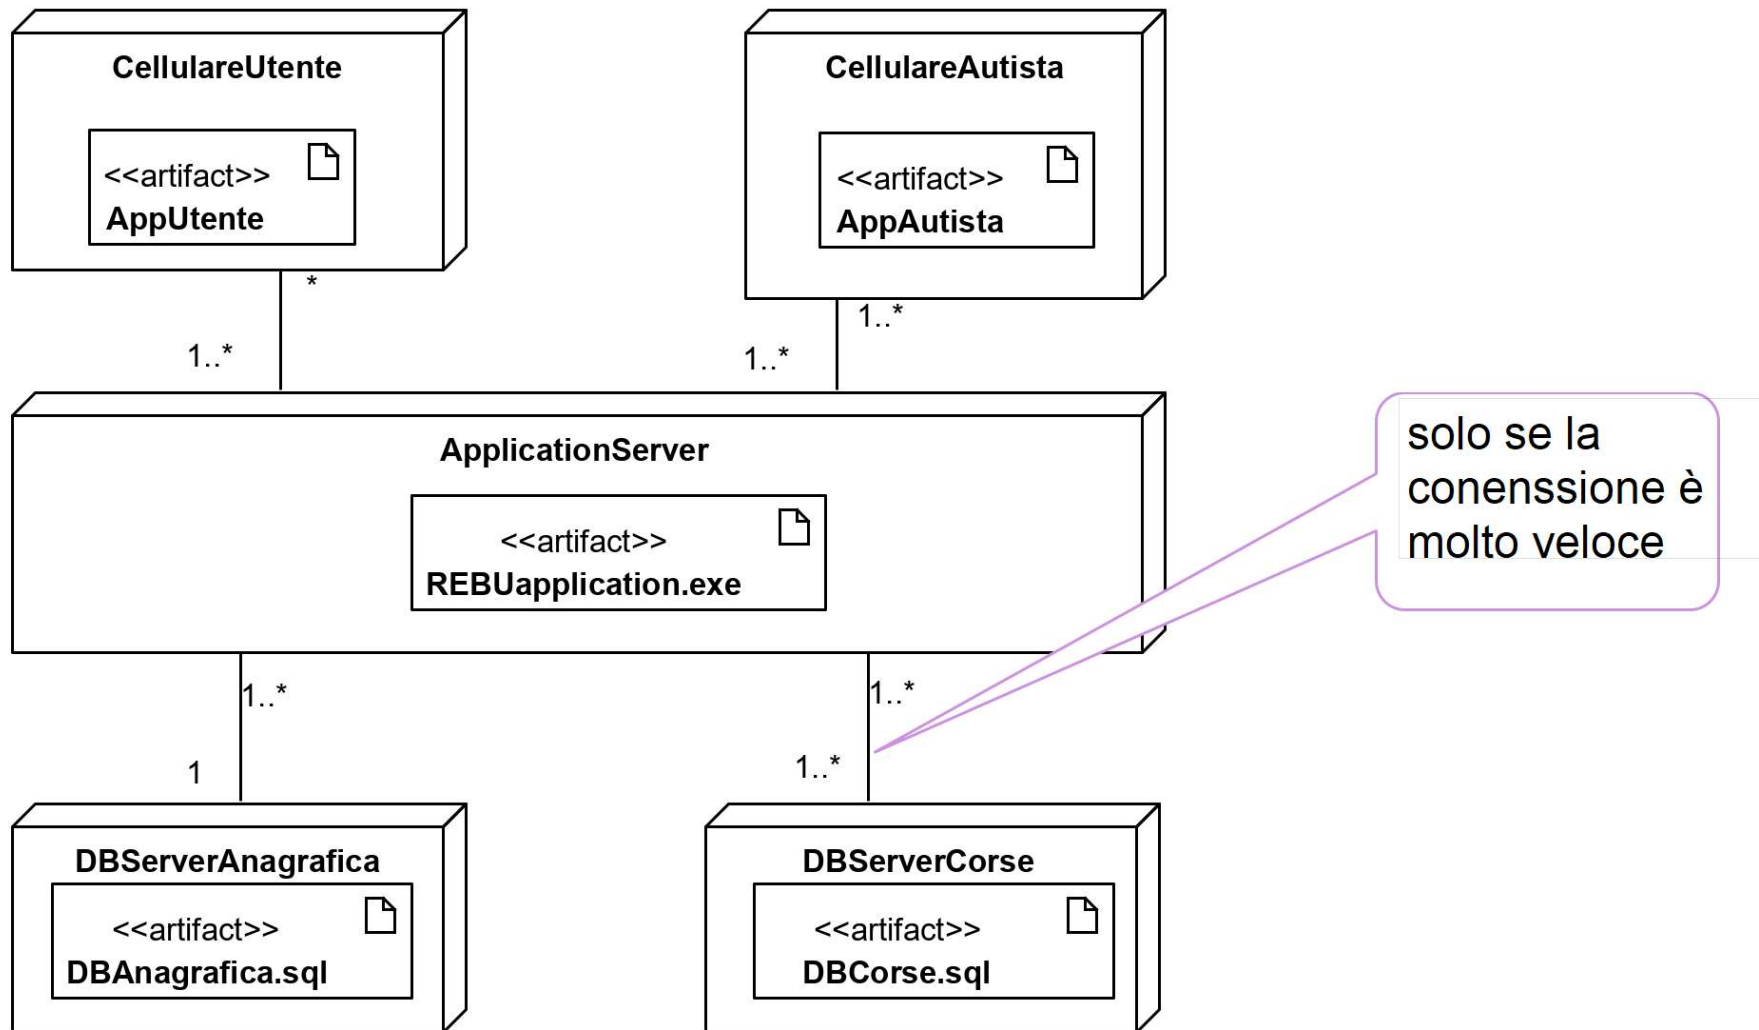 CellulareUtente
<<artifact>>
AppUtente
CellulareAutista
<<artifact>>
AppAutista
*
1..*
1..*
1..*
ApplicationServer
<<artifact>>
REBUapplication.exe
solo se la
conenssione è
molto veloce
1..*
1
1..*
1..*
DBServerAnagrafica
<<artifact>>
DBAnagrafica.sql
DBServerCorse
<<artifact>>
DBCorse.sql